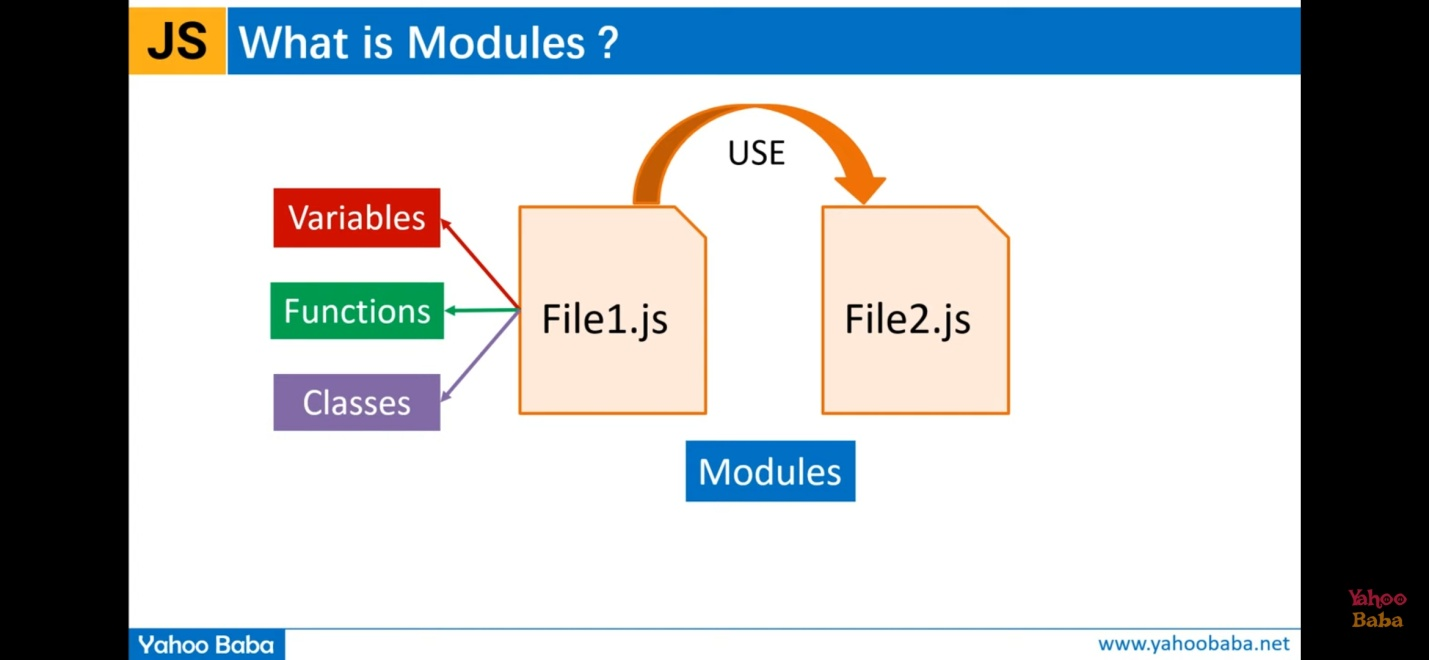 JS What is Modules ?
USE
Variables
Functions
Classes
File1.js
File2.js
Modules
Yahoo
Baba
Yahoo Baba
www.yahoobaba.net